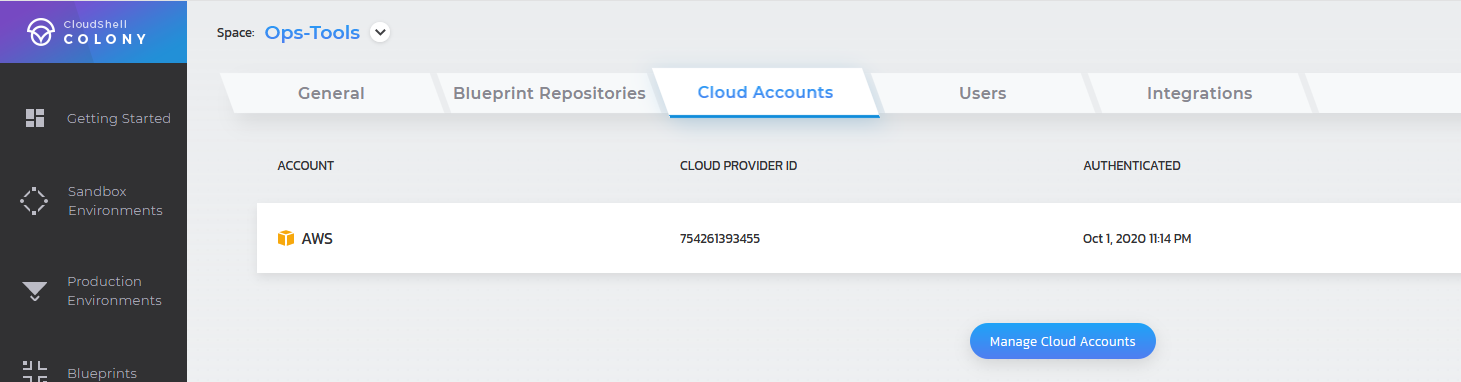 CloudShell
COLONY
Space: Ops-Tools
General Blueprint Repositories Cloud Accounts Users Integrations
Getting Started
Sandbox
Environments
Production
Environments
Blueprints
ACCOUNT CLOUD PROVIDER ID AUTHENTICATED
AWS 754261393455 Oct 1, 2020 11:14 PM
Manage Cloud Accounts